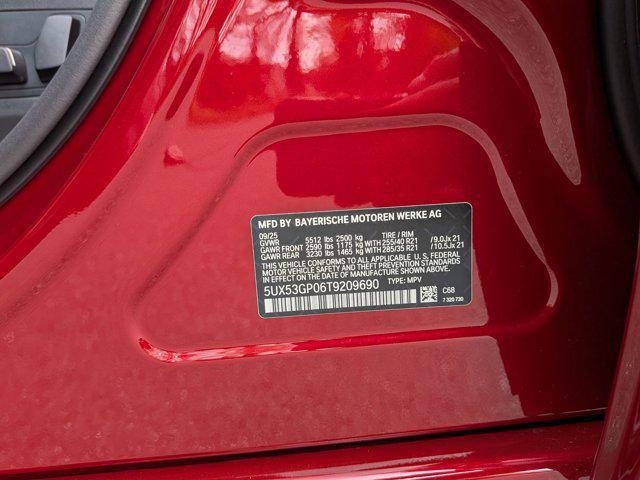 MFD BY BAYERISCHE MOTOREN WERKE AG
09/25
GVWR 5512 lbs 2500 kg TIRE / RIM
GAWR FRONT 2590 lbs 1175 kg with 255/40 R21 /9.0Jx 21
GAWR REAR 3230 lbs 1465 kg with 285/35 R21 /10.5Jx 21
THIS VEHICLE CONFORMS TO ALL APPLICABLE U. S. FEDERAL
MOTOR VEHICLE SAFETY STANDARDS IN EFFECT
ON THE DATE OF MANUFACTURE SHOWN ABOVE.
5UX53GP06T9209690 TYPE: MPV
C68
7 320 730